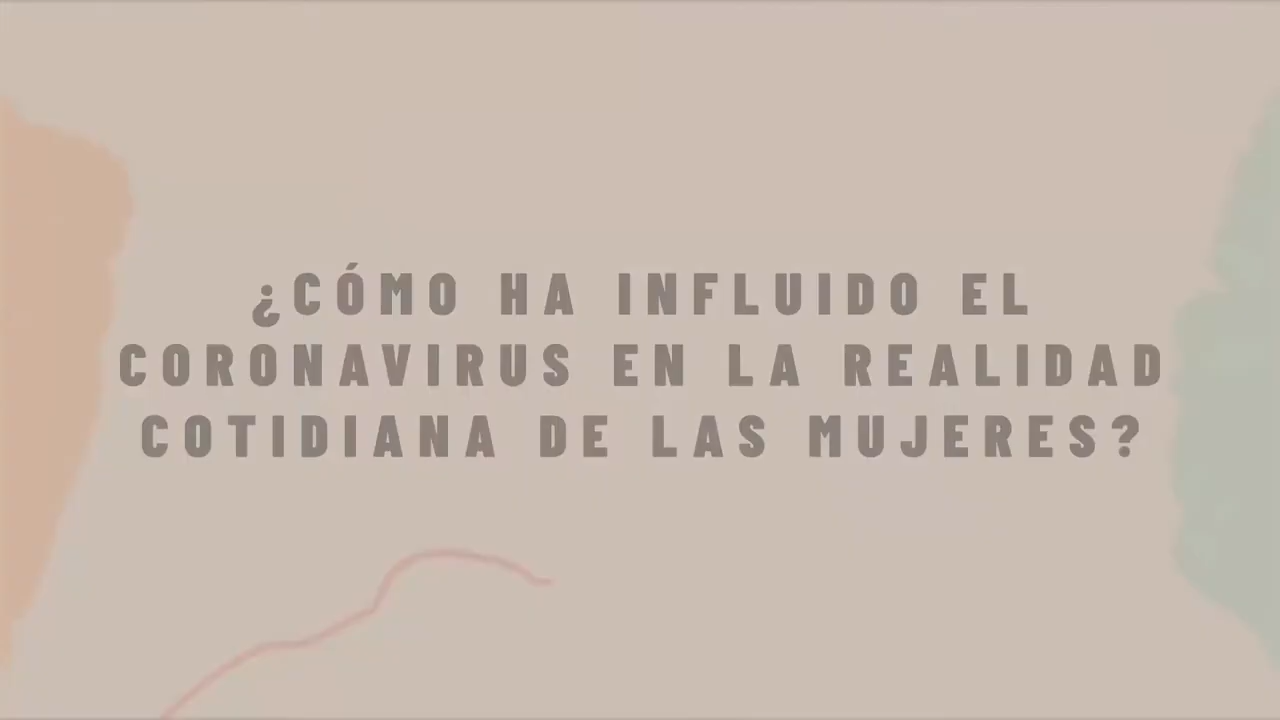 ¿CÓMO HA INFLUIDO EL
CORONAVIRUS EN LA REALIDAD
COTIDIANA DE LAS MUJERES?